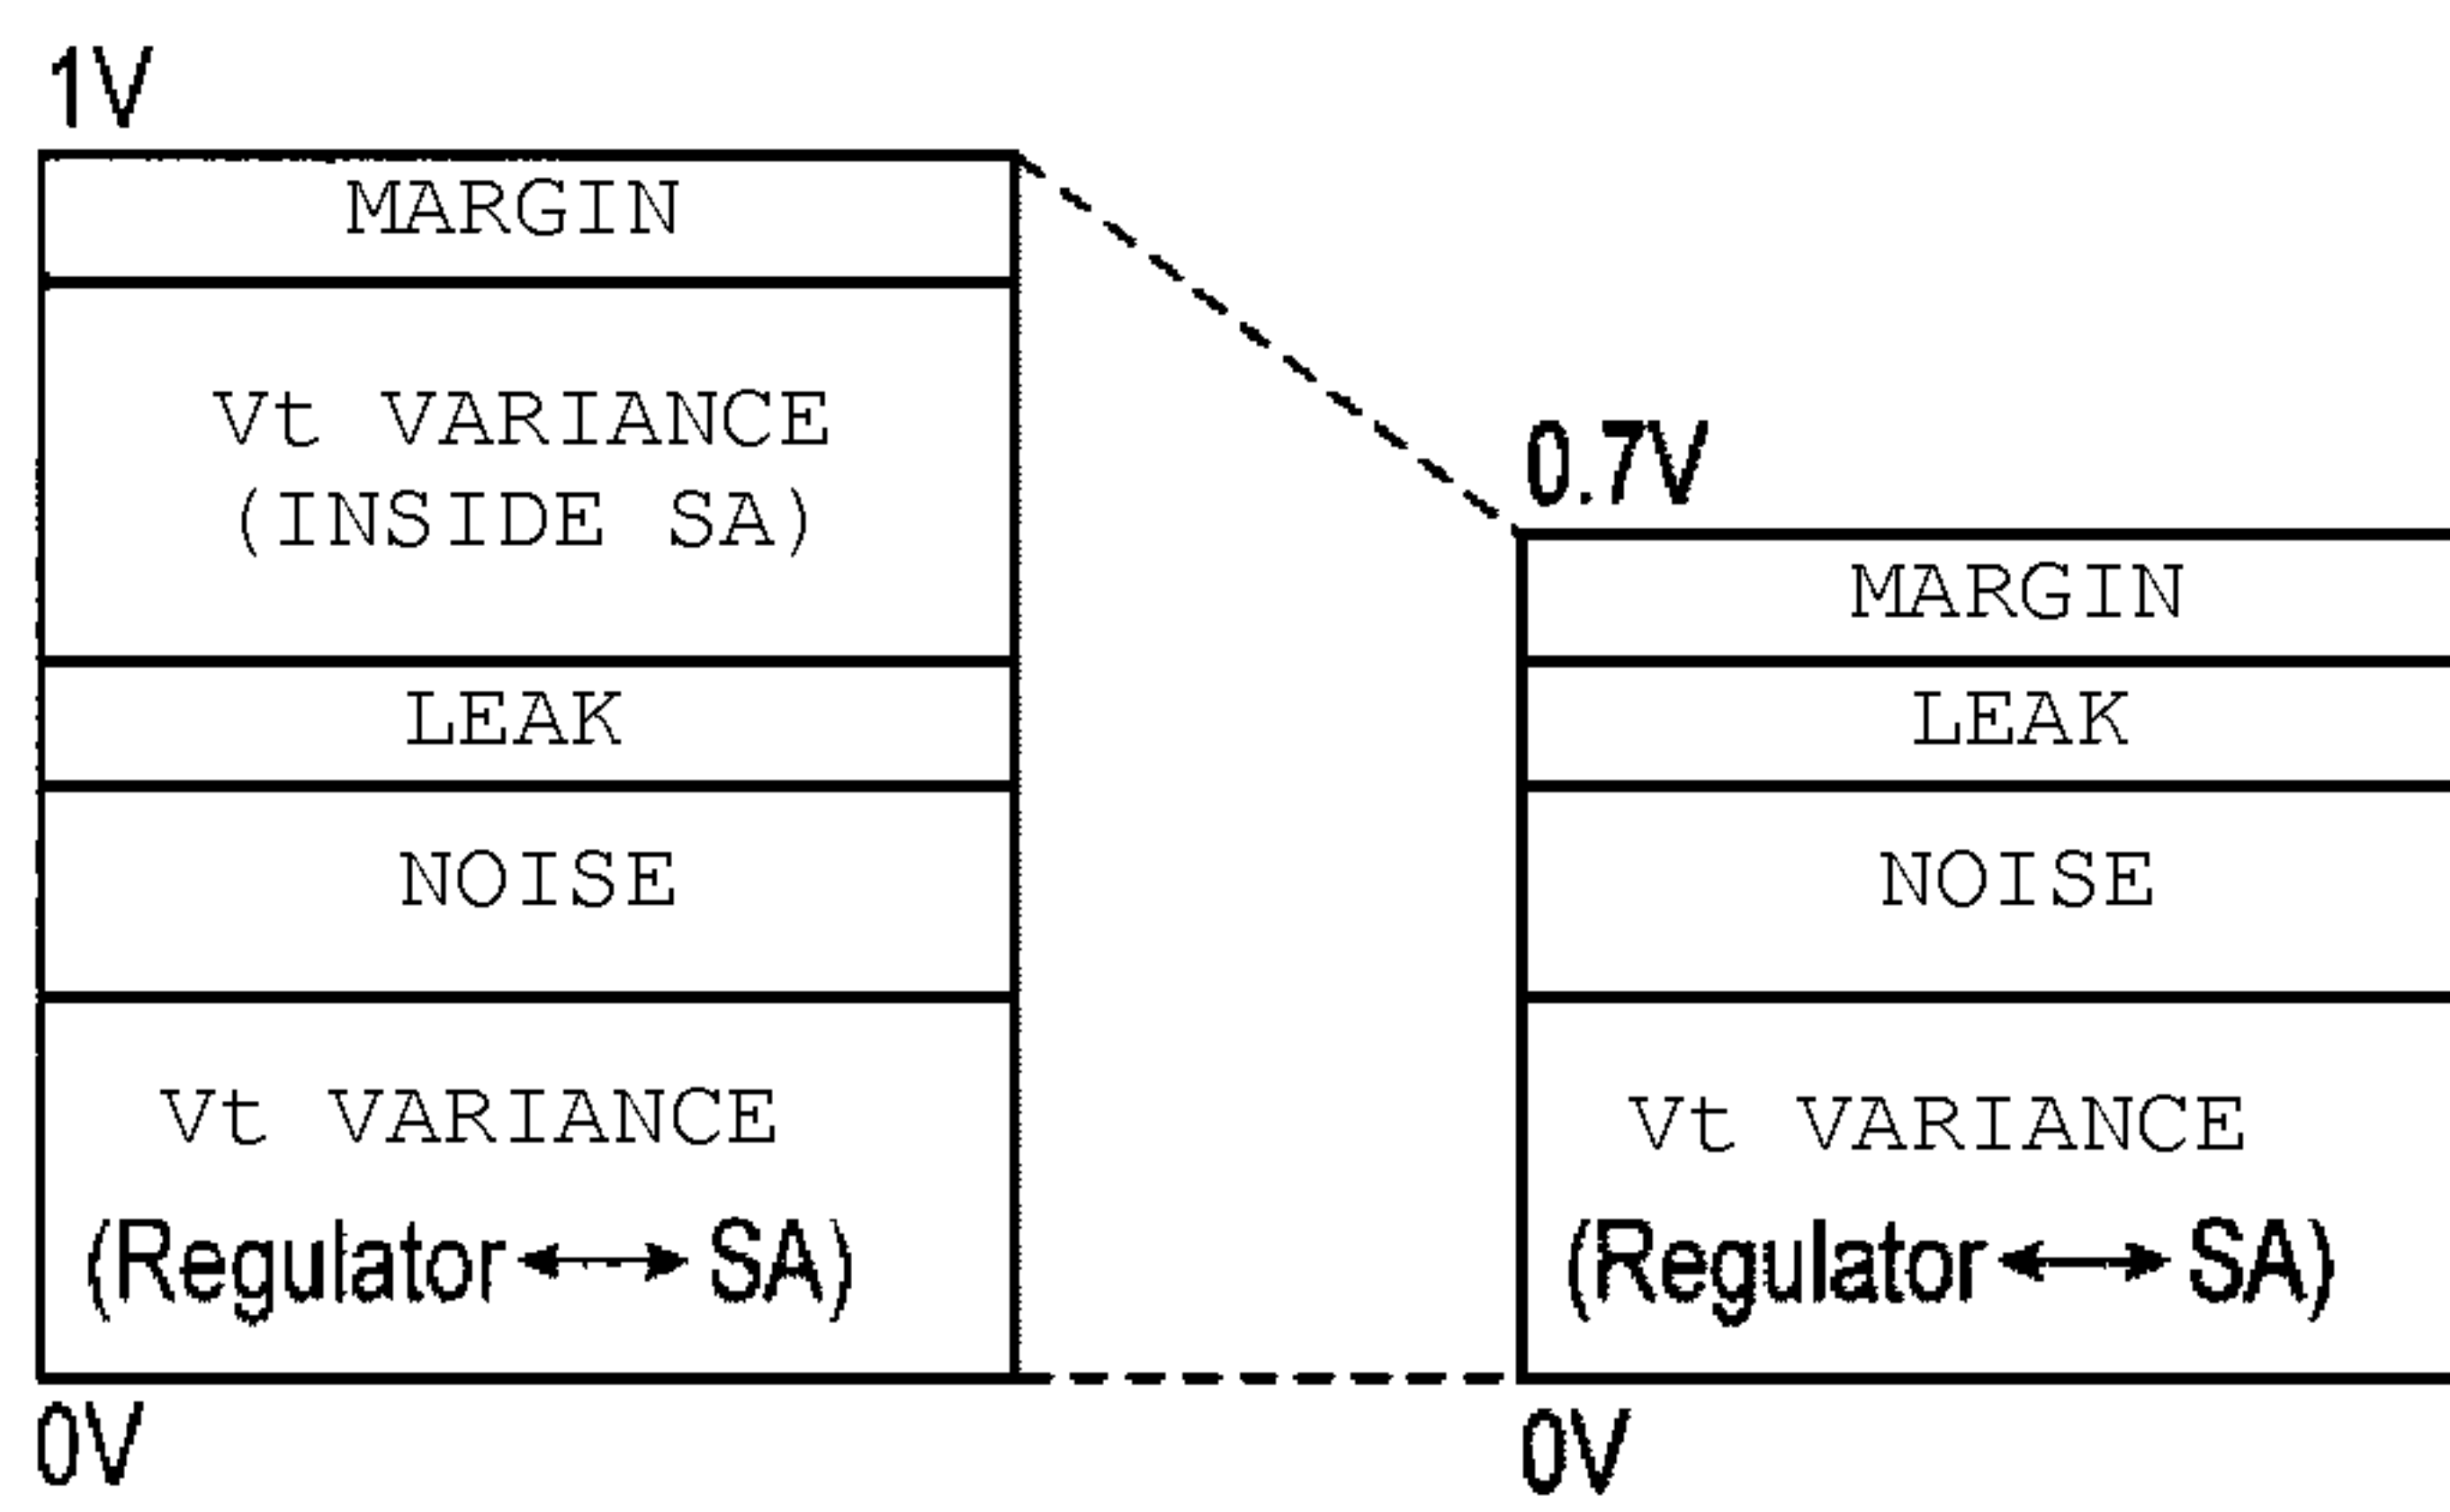 1V
MARGIN
Vt VARIANCE
(INSIDE SA)
LEAK
NOISE
Vt VARIANCE
(Regulator ↔ SA)
0V
0.7V
MARGIN
LEAK
NOISE
Vt VARIANCE
(Regulator ↔ SA)
0V